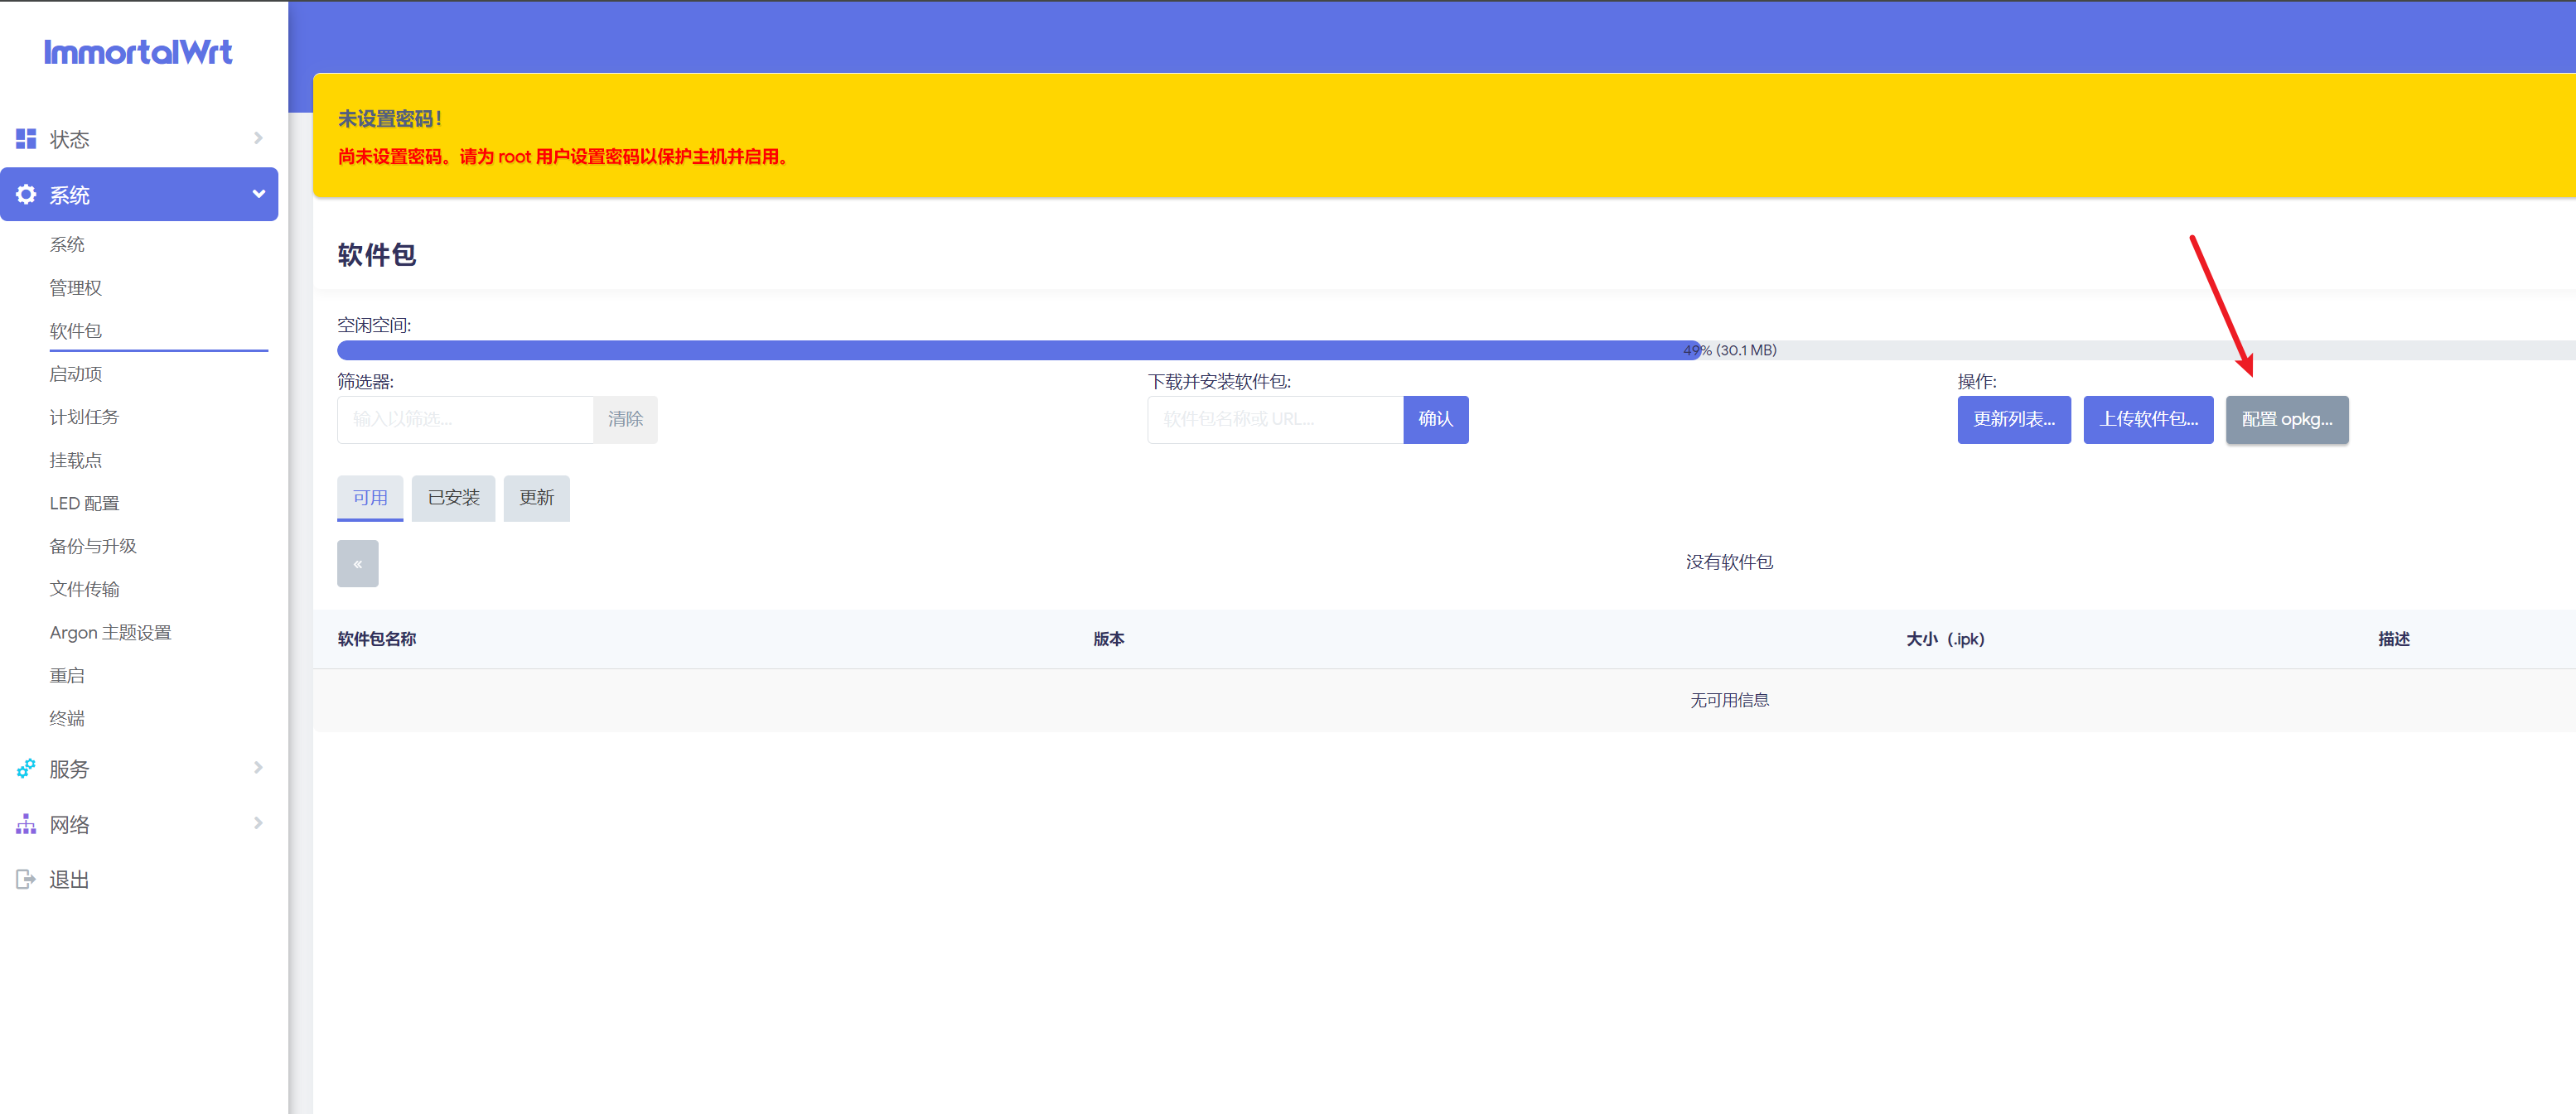 ImmortalWrt
状态
系统
系统
管理权
软件包
启动项
计划任务
挂载点
LED 配置
备份与升级
文件传输
Argon 主题设置
重启
终端
服务
网络
退出
未设置密码！
尚未设置密码。请为 root 用户设置密码以保护主机并启用。
软件包
空闲空间:
49% (30.1 MB)
筛选器:
输入以筛选...
清除
下载并安装软件包:
软件包名称或 URL...
确认
操作:
更新列表...
上传软件包...
配置 opkg...
可用
已安装
更新
«
没有软件包
软件包名称
版本
大小（.ipk）
描述
无可用信息